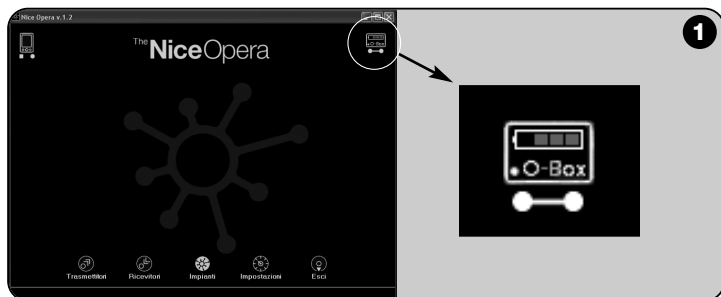 Nice Opera v.1.2
1
The NiceOpera
O-Box
Trasmettitori Ricevitori Impianti Impostazioni Esci